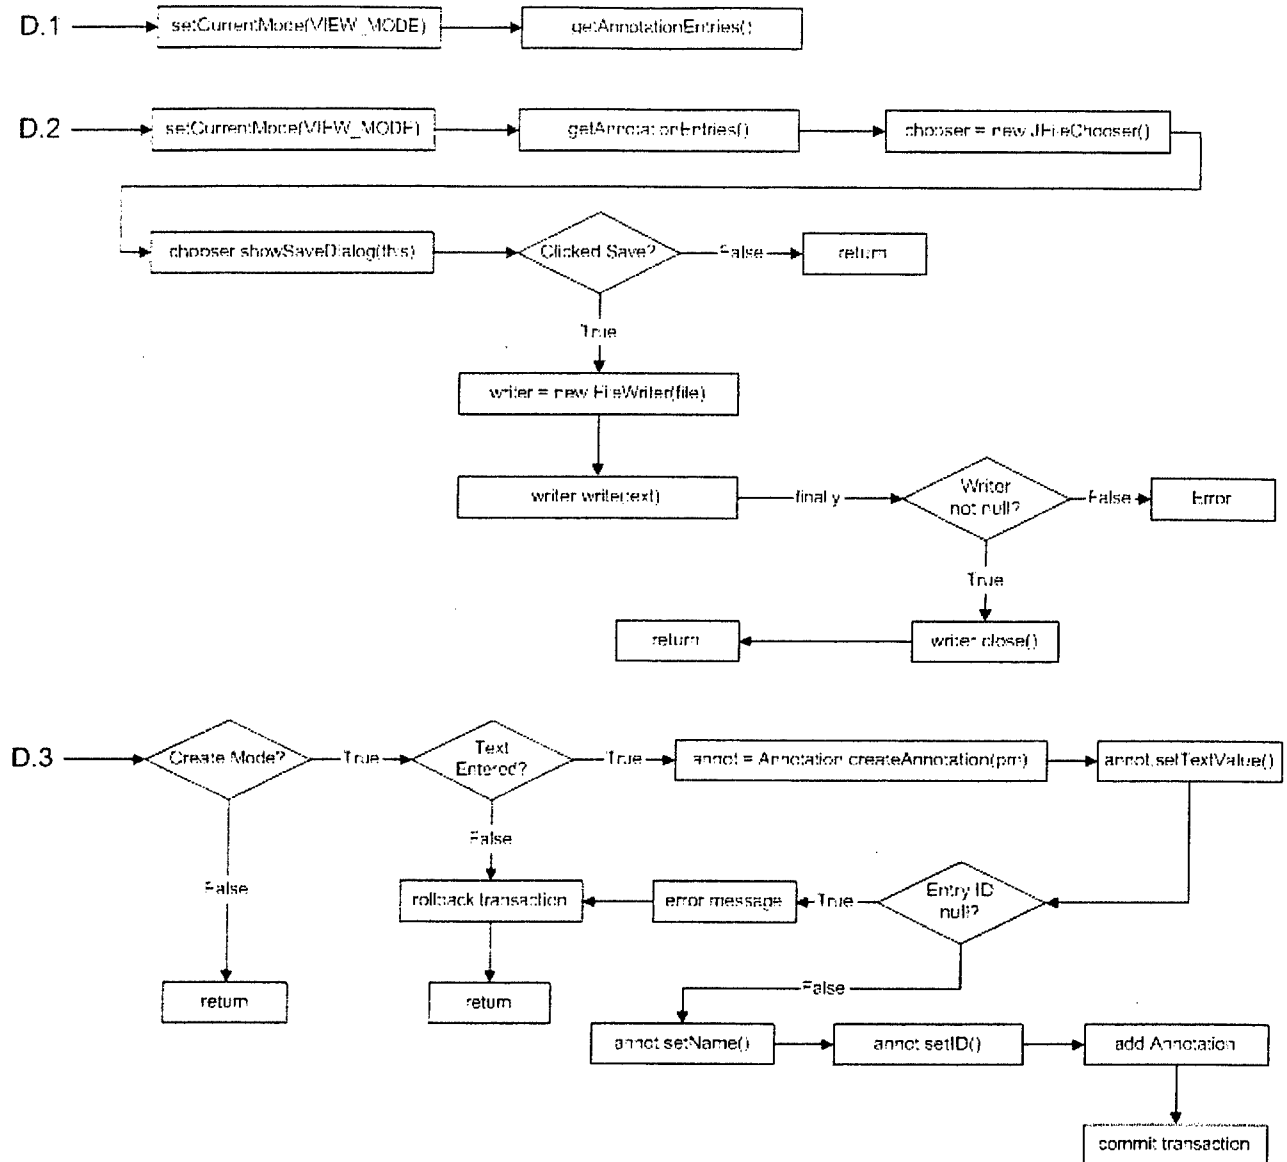 D.1
setCurrentMode(VIEW_MODE)
getAnnotationEntries()
D.2
setCurrentMode(VIEW_MODE)
getAnnotationEntries()
chooser = new JFileChooser()
chooser.showSaveDialog(this)
Clicked Save?
False
return
True
writer = new FileWriter(file)
writer.write(text)
finally
Writer
not null?
False
Error
True
return
writer.close()
D.3
Create Mode?
True
Text
Entered?
True
annot = Annotation.createAnnotation(pm)
annot.setTextValue()
False
False
rollback transaction
error message
True
Entry ID
null?
return
return
False
annot.setName()
annot.setID()
add Annotation
commit transaction